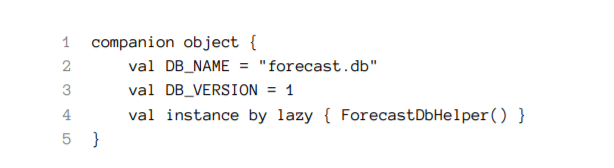 1 companion object {
2 val DB_NAME = "forecast.db"
3 val DB_VERSION = 1
4 val instance by lazy { ForecastDbHelper() }
5 }